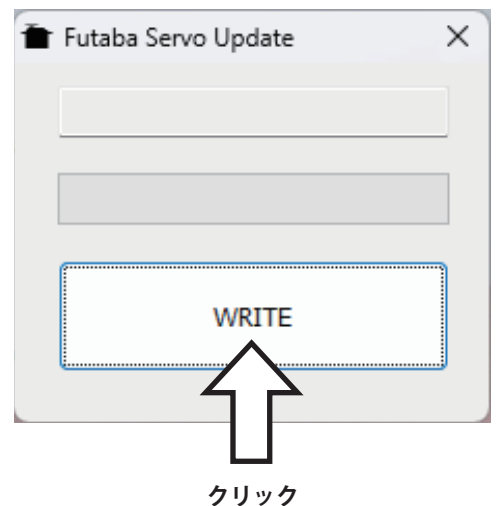 Futaba Servo Update
WRITE
クリック